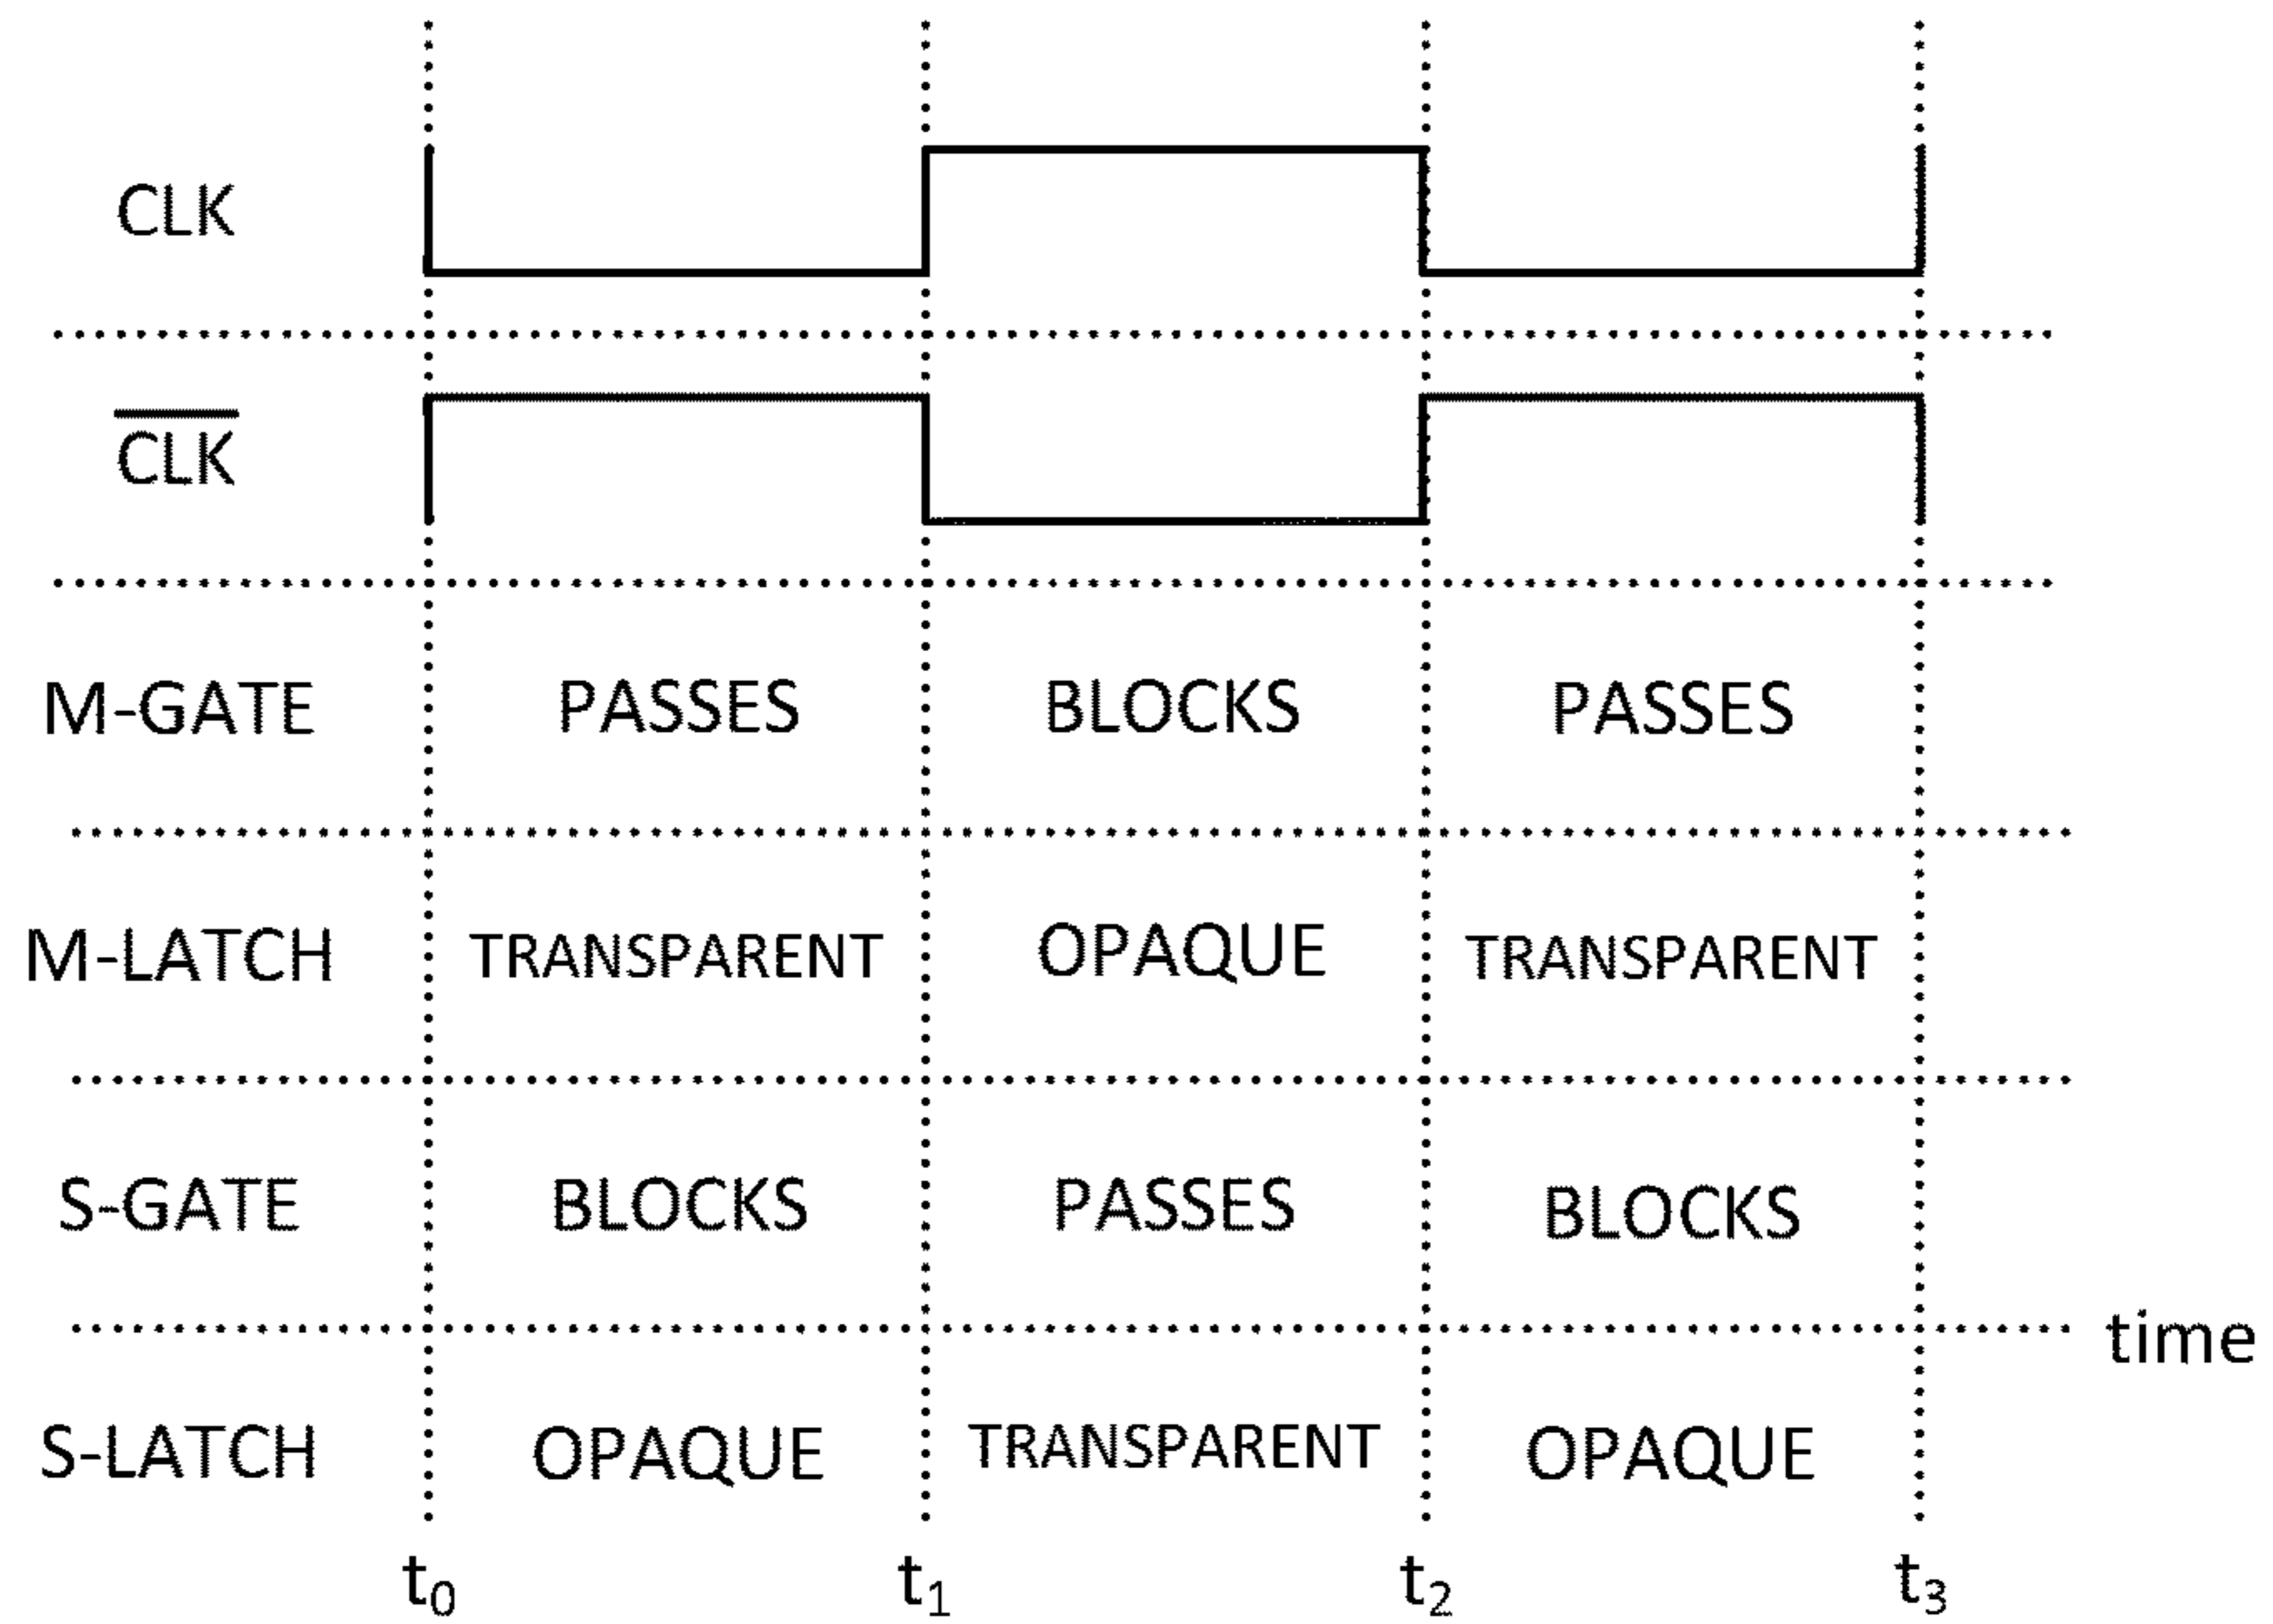 CLK
C̅L̅K̅
M-GATE PASSES BLOCKS PASSES
M-LATCH TRANSPARENT OPAQUE TRANSPARENT
S-GATE BLOCKS PASSES BLOCKS
time
S-LATCH OPAQUE TRANSPARENT OPAQUE
t₀ t₁ t₂ t₃